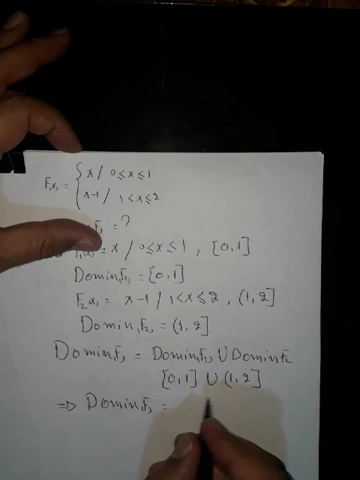 F(x) = { x / 0 ≤ x ≤ 1
x-1 / 1 < x ≤ 2
F = ?
= x / 0 ≤ x ≤ 1 , [0,1]
Domin F₁ = [0,1]
F₂(x) = x-1 / 1 < x ≤ 2 , (1,2]
Domin F₂ = (1,2]
Domin F = Domin F₁ U Domin F₂
[0,1] U (1,2]
⇒ Domin F =